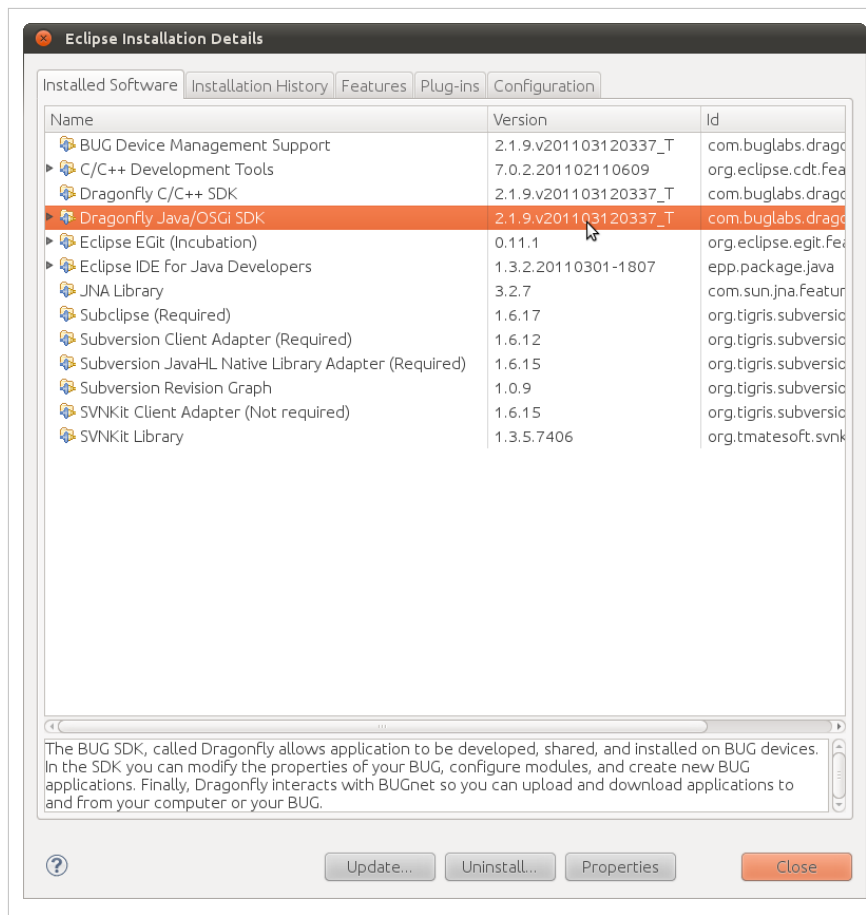 Eclipse Installation Details
Installed Software Installation History Features Plug-ins Configuration
Name Version Id
BUG Device Management Support 2.1.9.v201103120337_T com.buglabs.drago
C/C++ Development Tools 7.0.2.201102110609 org.eclipse.cdt.fea
Dragonfly C/C++ SDK 2.1.9.v201103120337_T com.buglabs.drago
Dragonfly Java/OSGi SDK 2.1.9.v201103120337_T com.buglabs.drago
Eclipse EGit (Incubation) 0.11.1 org.eclipse.egit.fea
Eclipse IDE for Java Developers 1.3.2.20110301-1807 epp.package.java
JNA Library 3.2.7 com.sun.jna.featur
Subclipse (Required) 1.6.17 org.tigris.subversio
Subversion Client Adapter (Required) 1.6.12 org.tigris.subversio
Subversion JavaHL Native Library Adapter (Required) 1.6.15 org.tigris.subversio
Subversion Revision Graph 1.0.9 org.tigris.subversio
SVNKit Client Adapter (Not required) 1.6.15 org.tigris.subversio
SVNKit Library 1.3.5.7406 org.tmatesoft.svnk
The BUG SDK, called Dragonfly allows application to be developed, shared, and installed on BUG devices.
In the SDK you can modify the properties of your BUG, configure modules, and create new BUG
applications. Finally, Dragonfly interacts with BUGnet so you can upload and download applications to
and from your computer or your BUG.
? Update... Uninstall... Properties Close